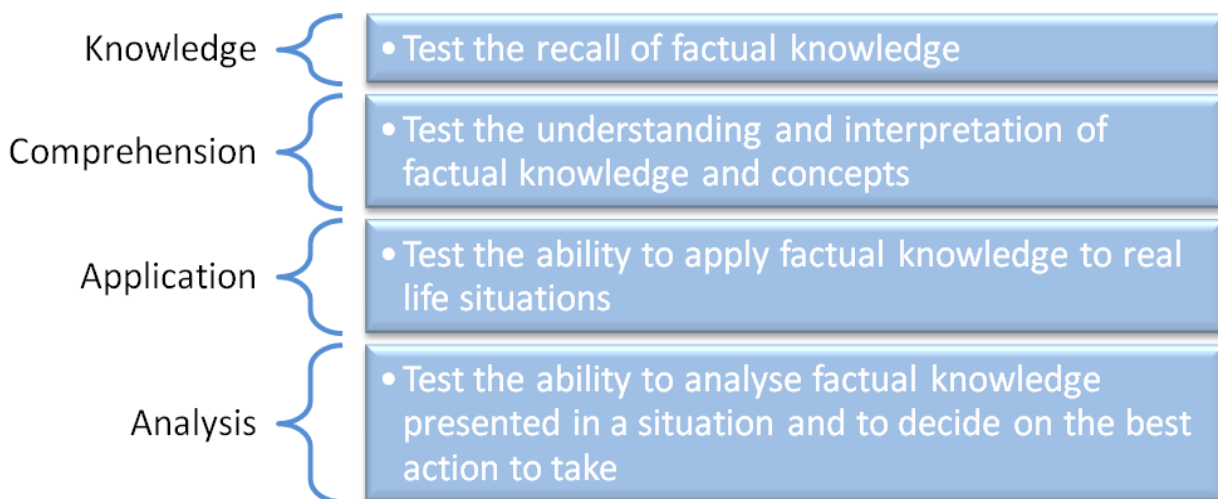 Knowledge
• Test the recall of factual knowledge
Comprehension
• Test the understanding and interpretation of
factual knowledge and concepts
Application
• Test the ability to apply factual knowledge to real
life situations
Analysis
• Test the ability to analyse factual knowledge
presented in a situation and to decide on the best
action to take